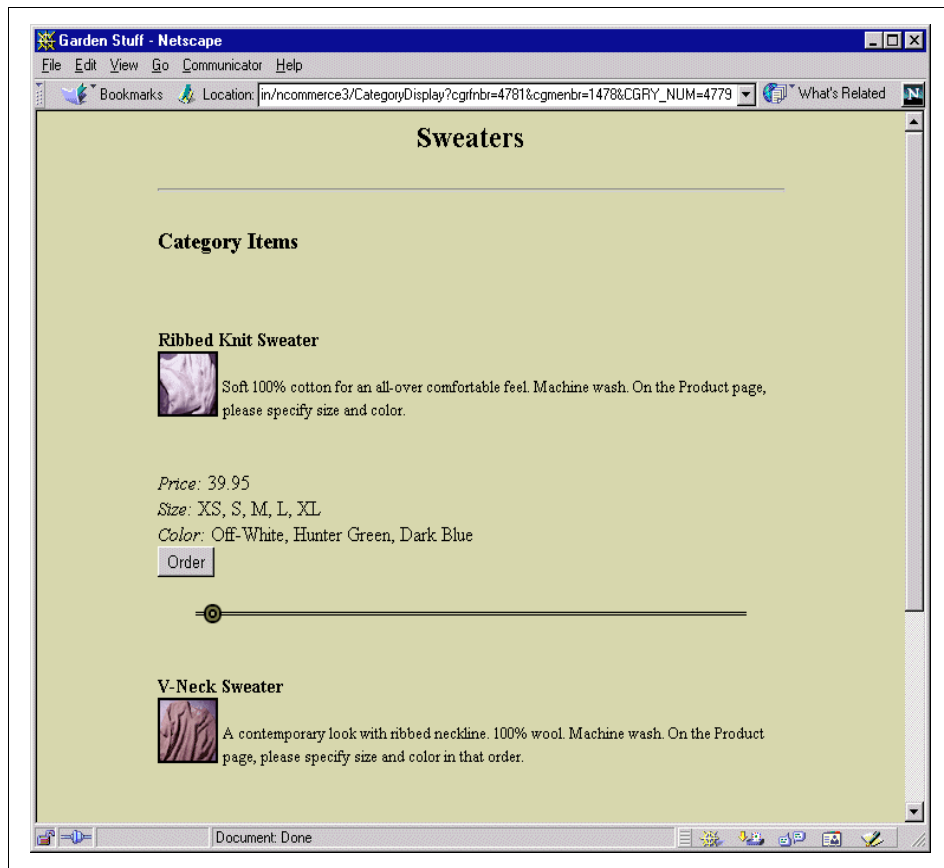 Garden Stuff - Netscape
File Edit View Go Communicator Help
Bookmarks Location: in/ncommerce3/CategoryDisplay?cgrfnbr=4781&cgmenbr=1478&CGRY_NUM=4779 What's Related N
Sweaters
Category Items
Ribbed Knit Sweater
Soft 100% cotton for an all-over comfortable feel. Machine wash. On the Product page,
please specify size and color.
Price: 39.95
Size: XS, S, M, L, XL
Color: Off-White, Hunter Green, Dark Blue
Order
V-Neck Sweater
A contemporary look with ribbed neckline. 100% wool. Machine wash. On the Product
page, please specify size and color in that order.
Document: Done